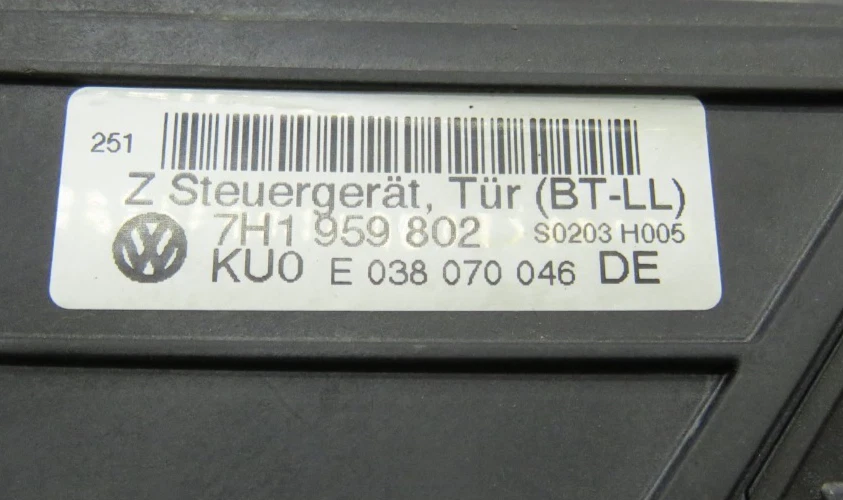 251
Z Steuergerät, Tür (BT-LL)
7H1 959 802 S0203 H005
KU0 E 038 070 046 DE